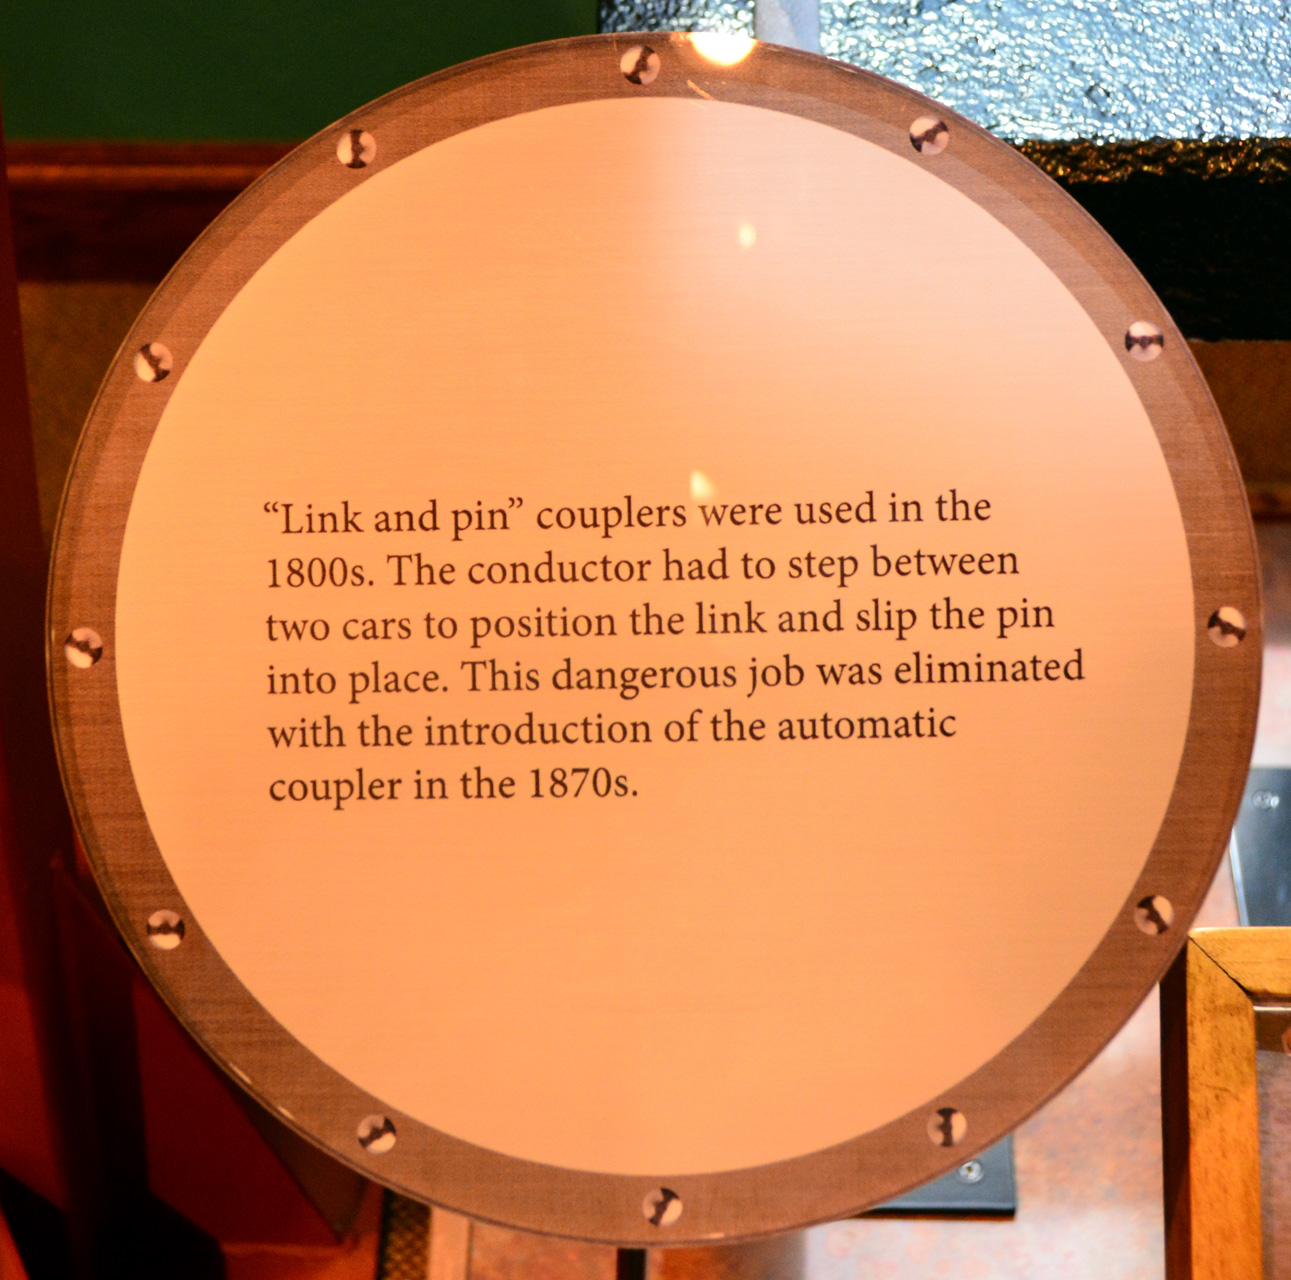 “Link and pin” couplers were used in the
1800s. The conductor had to step between
two cars to position the link and slip the pin
into place. This dangerous job was eliminated
with the introduction of the automatic
coupler in the 1870s.